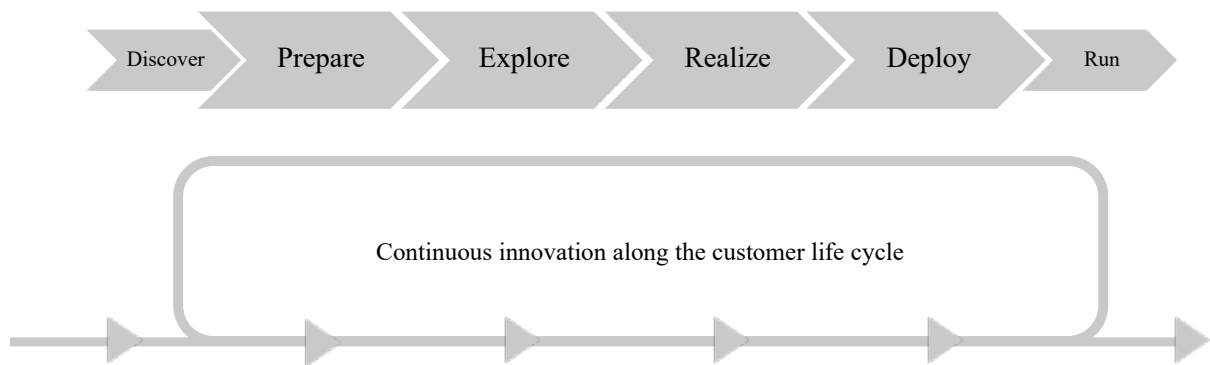 Discover
Prepare
Explore
Realize
Deploy
Run
Continuous innovation along the customer life cycle